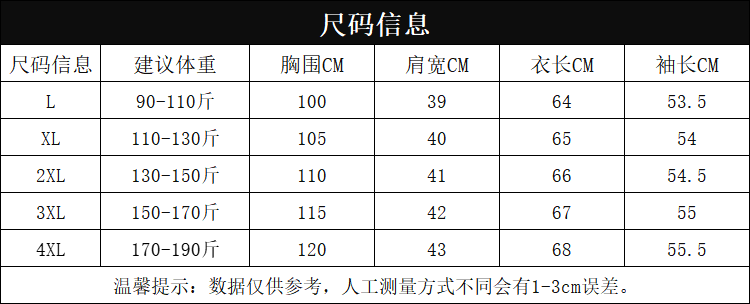 尺码信息
尺码信息 建议体重 胸围CM 肩宽CM 衣长CM 袖长CM
L 90-110斤 100 39 64 53.5
XL 110-130斤 105 40 65 54
2XL 130-150斤 110 41 66 54.5
3XL 150-170斤 115 42 67 55
4XL 170-190斤 120 43 68 55.5
温馨提示：数据仅供参考，人工测量方式不同会有1-3cm误差。